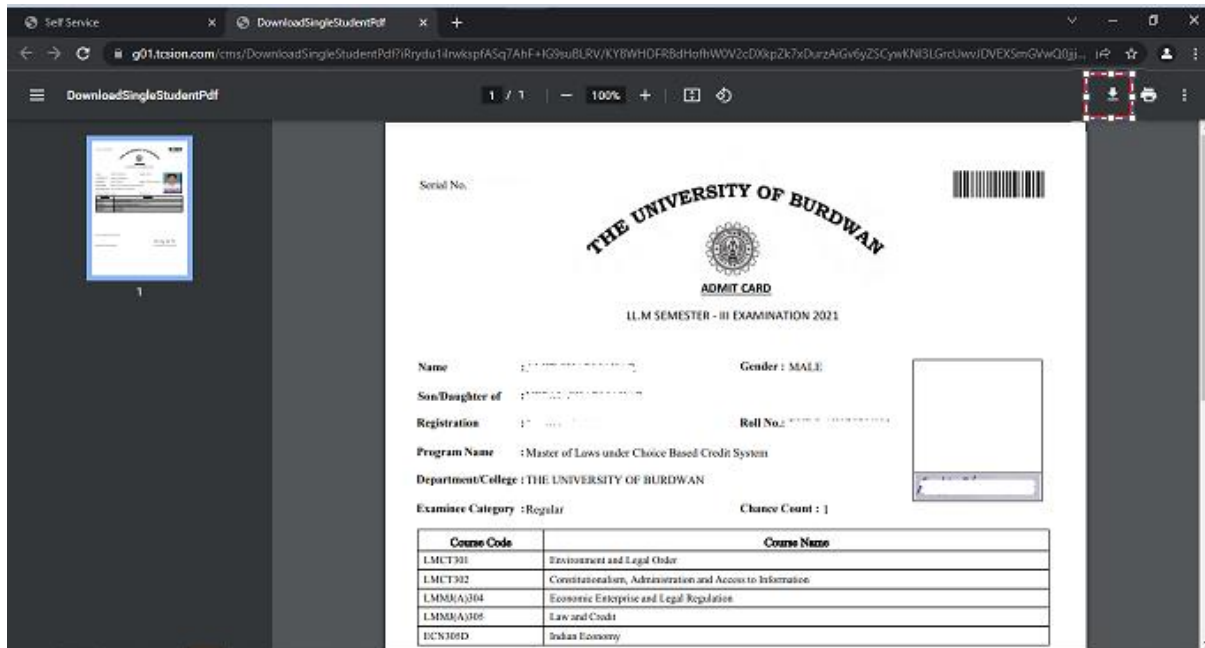 Self Service
DownloadSingleStudentPdf
DownloadSingleStudentPdf
1 / 1
100%
1
Serial No.
THE UNIVERSITY OF BURDWAN
ADMIT CARD
LL.M SEMESTER - III EXAMINATION 2021
Name :
Gender : MALE
Son/Daughter of :
Registration :
Roll No.:
Program Name : Master of Laws under Choice Based Credit System
Department/College : THE UNIVERSITY OF BURDWAN
Examinee Category : Regular
Chance Count : 1
Course Code Course Name
LMCT301 Environment and Legal Order
LMCT302 Constitutionalism, Administration and Access to Information
LMMJ(A)304 Economic Enterprise and Legal Regulation
LMMJ(A)305 Law and Credit
ECN305D Indian Economy